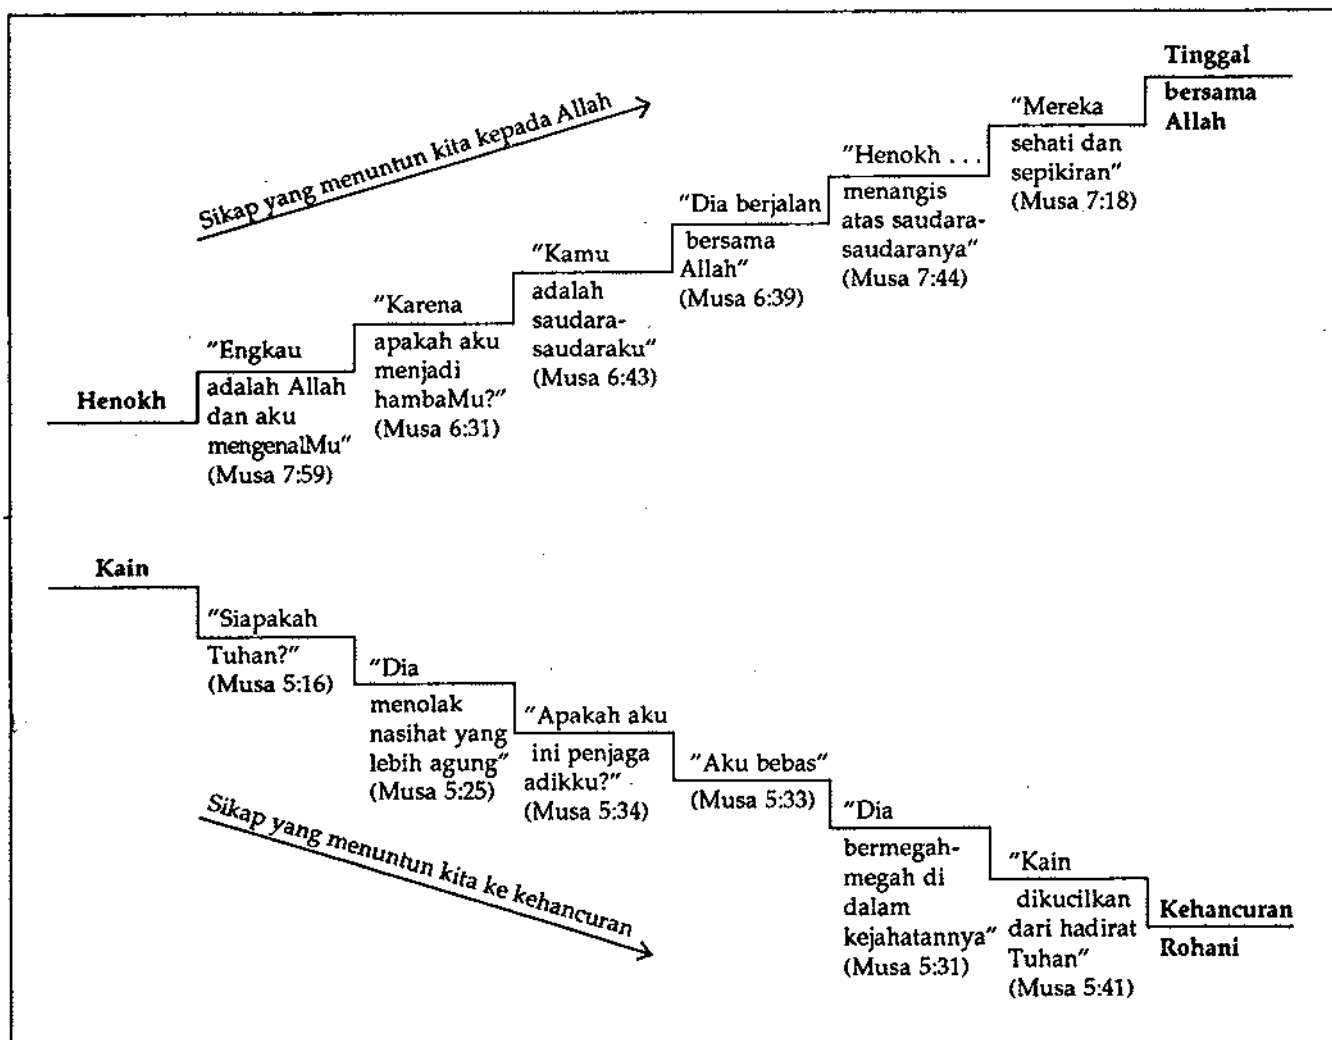 Sikap yang menuntun kita kepada Allah
Henokh
"Engkau
adalah Allah
dan aku
mengenalMu"
(Musa 7:59)
"Karena
apakah aku
menjadi
hambaMu?"
(Musa 6:31)
"Kamu
adalah
saudara-
saudaraku"
(Musa 6:43)
"Dia berjalan
bersama
Allah"
(Musa 6:39)
"Henokh . . .
menangis
atas saudara-
saudaranya"
(Musa 7:44)
"Mereka
sehati dan
sepikiran"
(Musa 7:18)
Tinggal
bersama
Allah
Kain
"Siapakah
Tuhan?"
(Musa 5:16)
"Dia
menolak
nasihat yang
lebih agung"
(Musa 5:25)
"Apakah aku
ini penjaga
adikku?"
(Musa 5:34)
"Aku bebas"
(Musa 5:33)
"Dia
bermegah-
megah di
dalam
kejahatannya"
(Musa 5:31)
"Kain
dikucilkan
dari hadirat
Tuhan"
(Musa 5:41)
Kehancuran
Rohani
Sikap yang menuntun kita ke kehancuran